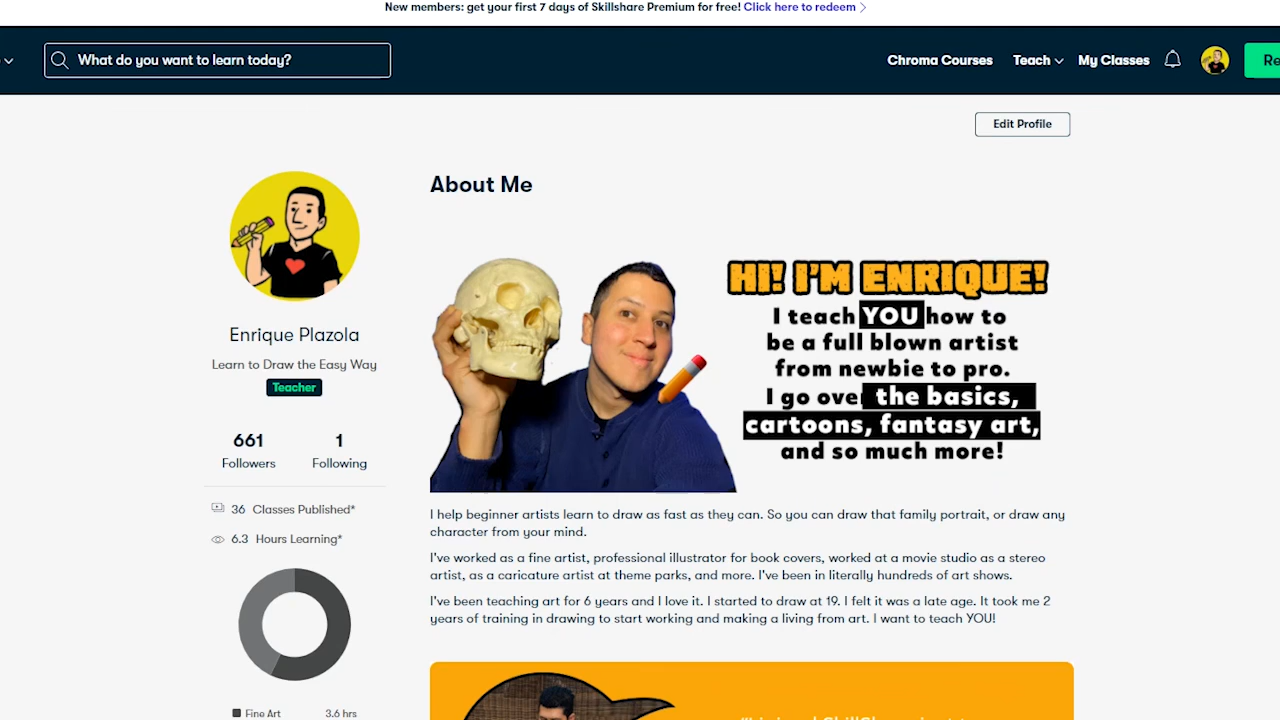 New members: get your first 7 days of Skillshare Premium for free! Click here to redeem
What do you want to learn today?
Chroma Courses
Teach
My Classes
Edit Profile
About Me
Enrique Plazola
Learn to Draw the Easy Way
Teacher
661
1
Followers
Following
36 Classes Published*
6.3 Hours Learning*
Fine Art 3.6 hrs
HI! I'M ENRIQUE!
I teach YOU how to
be a full blown artist
from newbie to pro.
I go over the basics,
cartoons, fantasy art,
and so much more!
I help beginner artists learn to draw as fast as they can. So you can draw that family portrait, or draw any
character from your mind.
I've worked as a fine artist, professional illustrator for book covers, worked at a movie studio as a stereo
artist, as a caricature artist at theme parks, and more. I've been in literally hundreds of art shows.
I've been teaching art for 6 years and I love it. I started to draw at 19. I felt it was a late age. It took me 2
years of training in drawing to start working and making a living from art. I want to teach YOU!